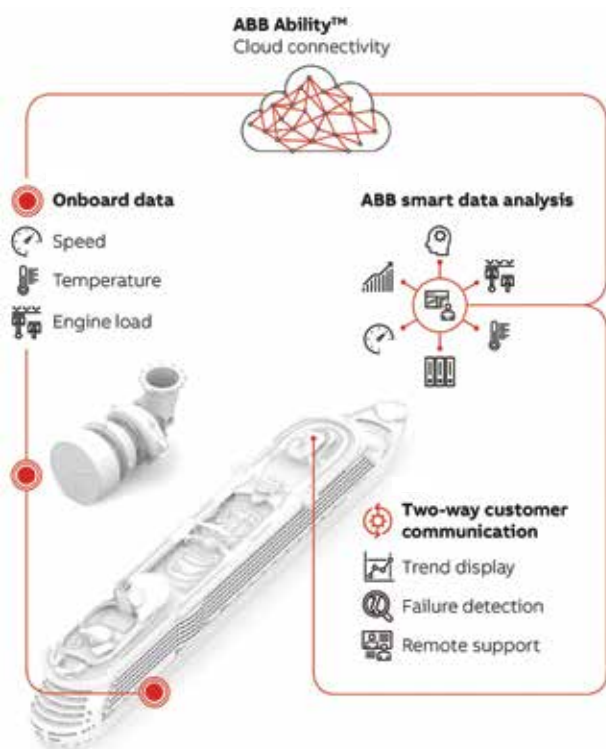 ABB Ability™
Cloud connectivity
Onboard data
Speed
Temperature
Engine load
ABB smart data analysis
Two-way customer
communication
Trend display
Failure detection
Remote support